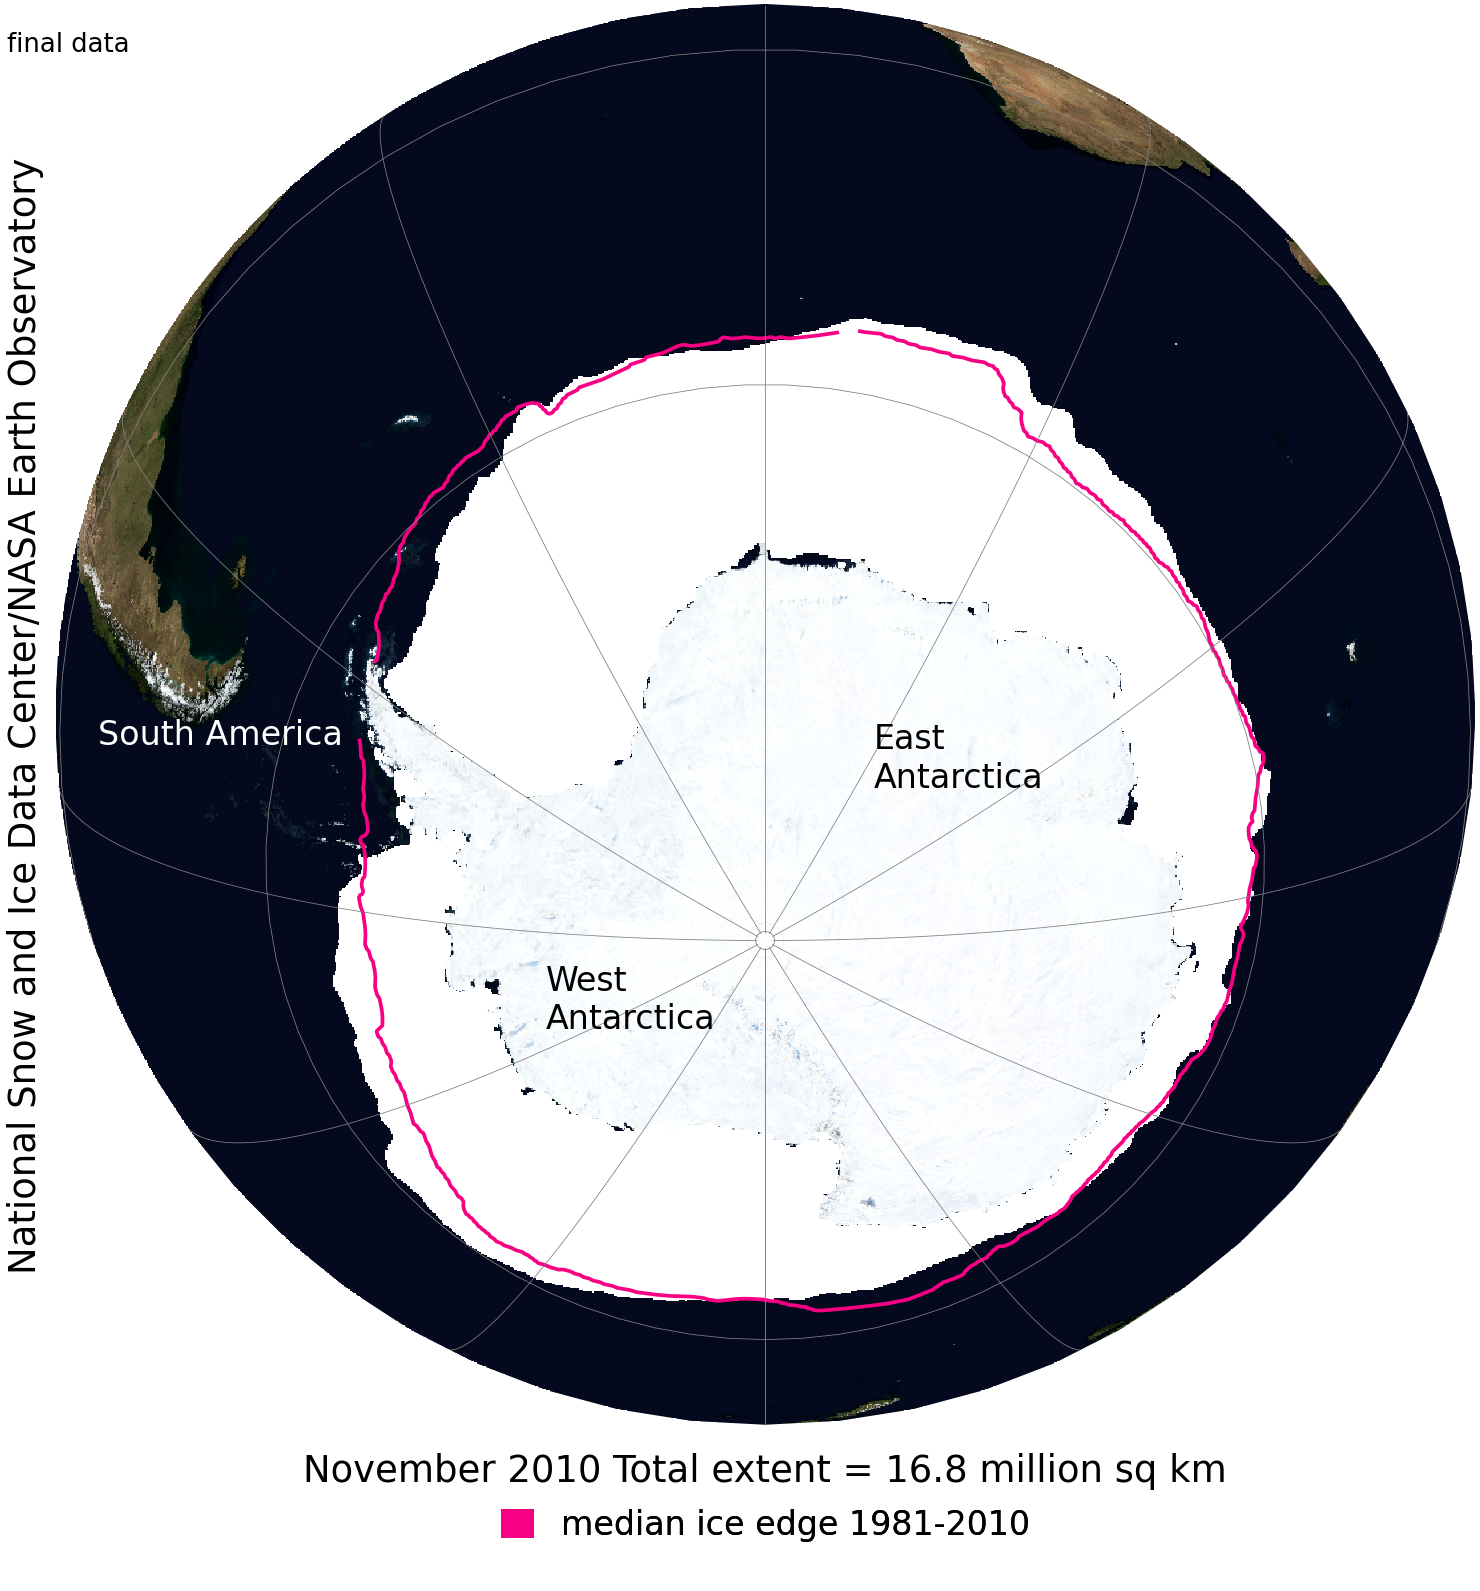 final data
National Snow and Ice Data Center/NASA Earth Observatory
South America
East
Antarctica
West
Antarctica
November 2010 Total extent = 16.8 million sq km
median ice edge 1981-2010